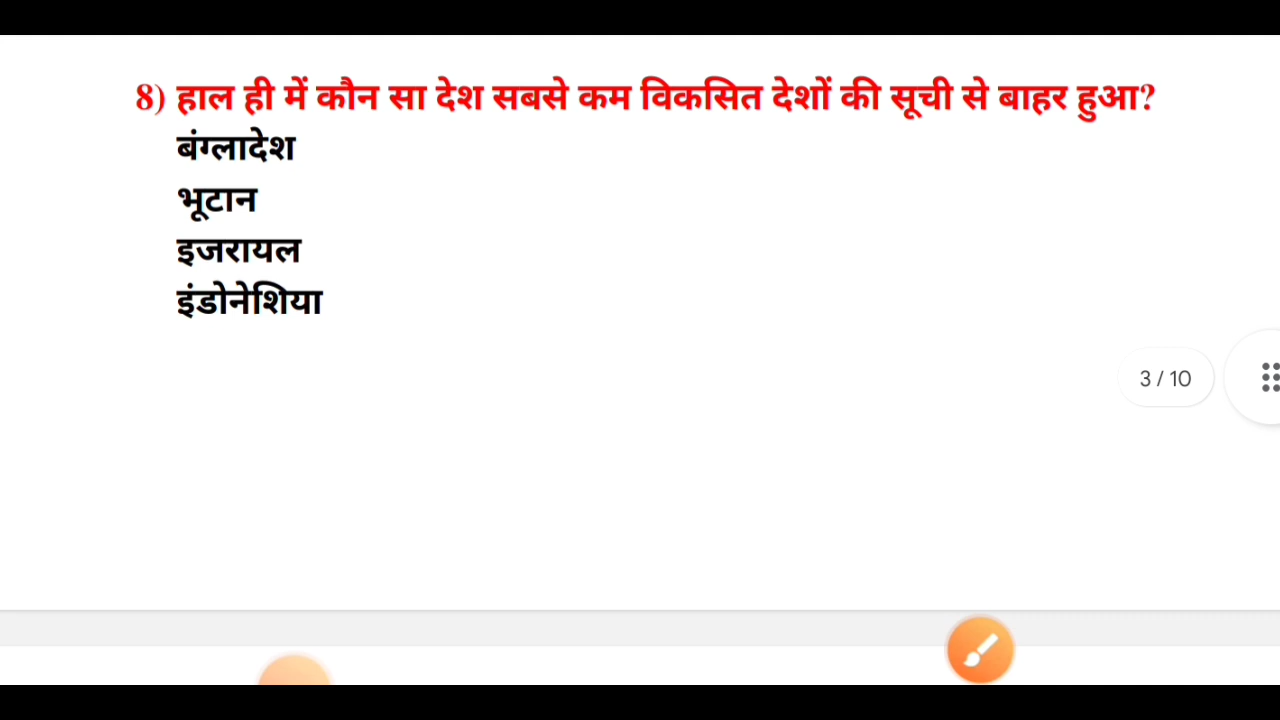 8) हाल ही में कौन सा देश सबसे कम विकसित देशों की सूची से बाहर हुआ?
बंग्लादेश
भूटान
इजरायल
इंडोनेशिया
3 / 10